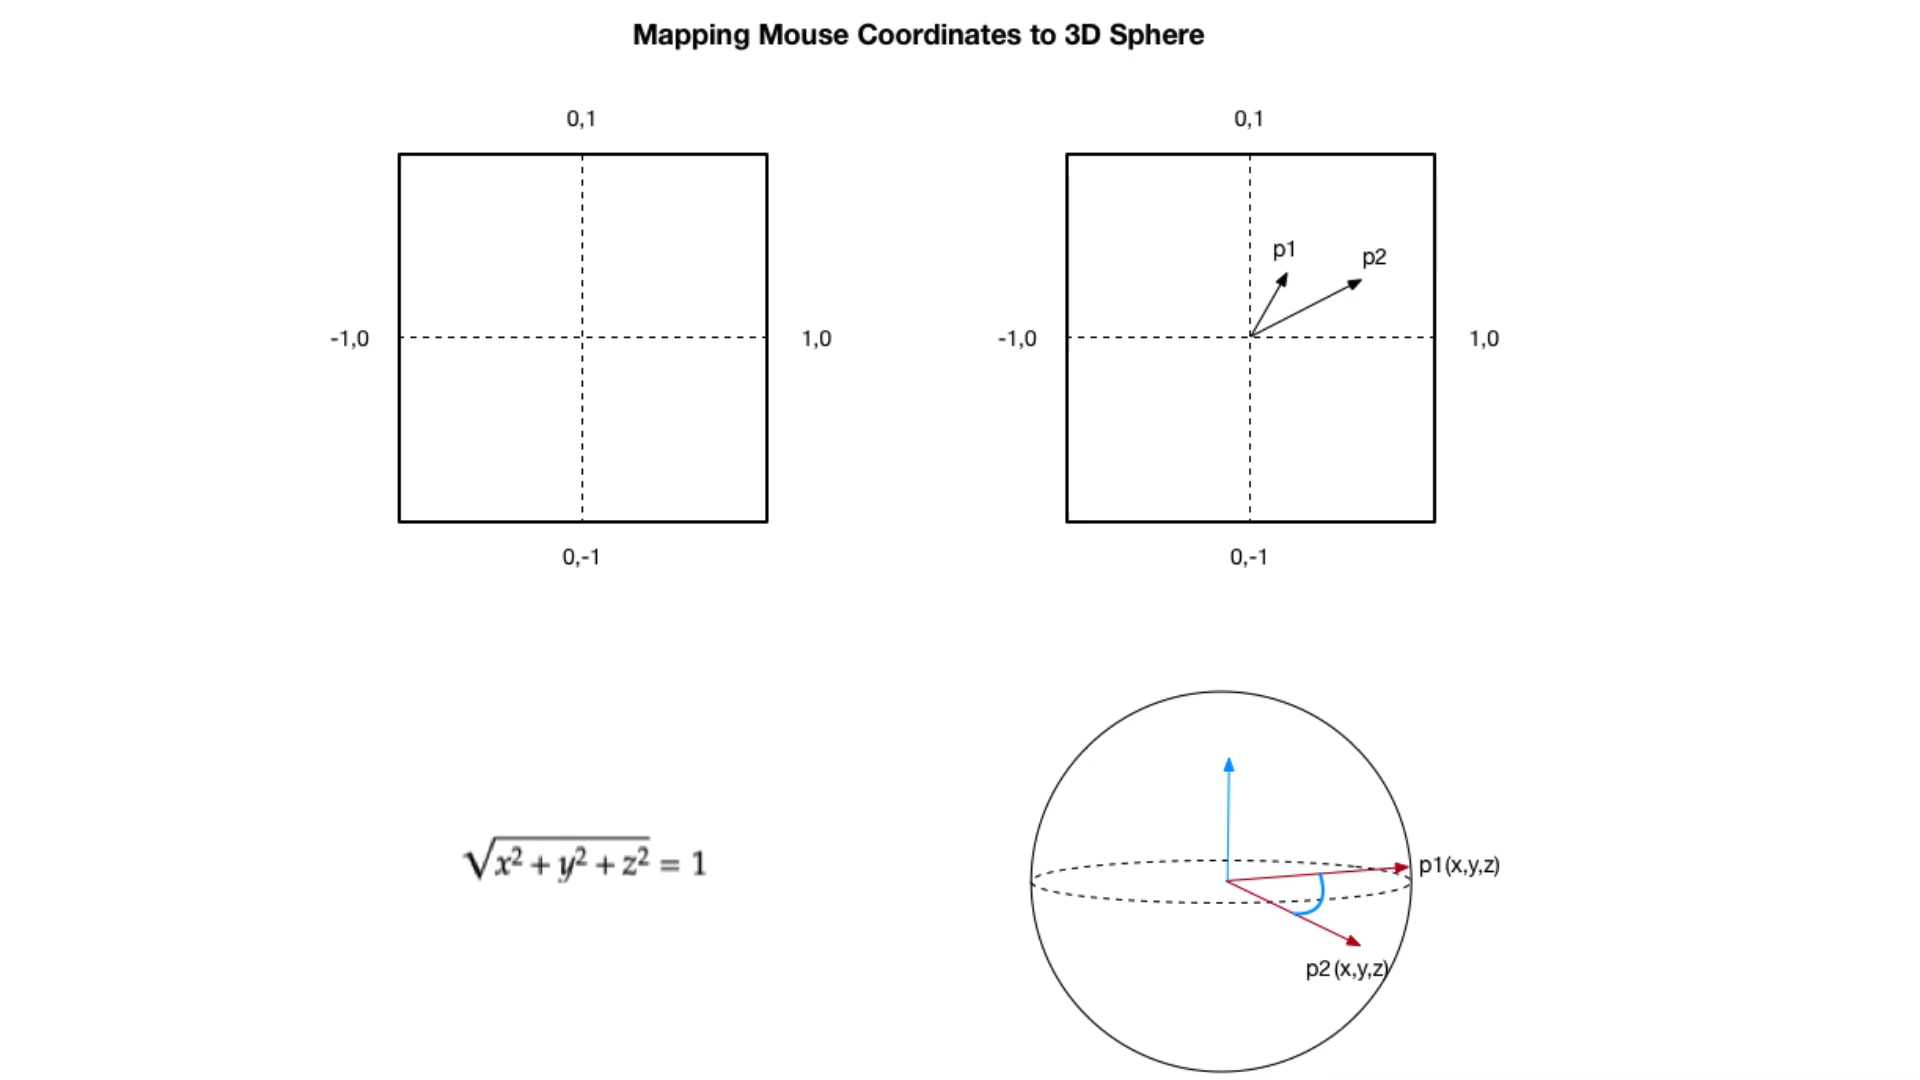 Mapping Mouse Coordinates to 3D Sphere
0,1
-1,0
1,0
0,-1
0,1
p1
p2
-1,0
1,0
0,-1
√x² + y² + z² = 1
p1(x,y,z)
p2(x,y,z)